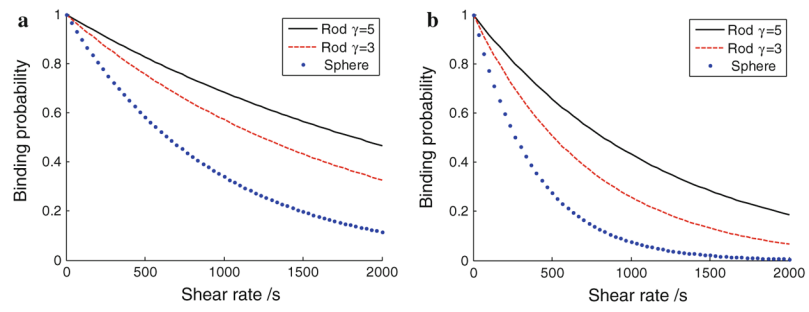 a
Rod γ=5
Rod γ=3
Sphere
Binding probability
1
0.8
0.6
0.4
0.2
0
0 500 1000 1500 2000
Shear rate /s
b
Rod γ=5
Rod γ=3
Sphere
Binding probability
1
0.8
0.6
0.4
0.2
0
0 500 1000 1500 2000
Shear rate /s